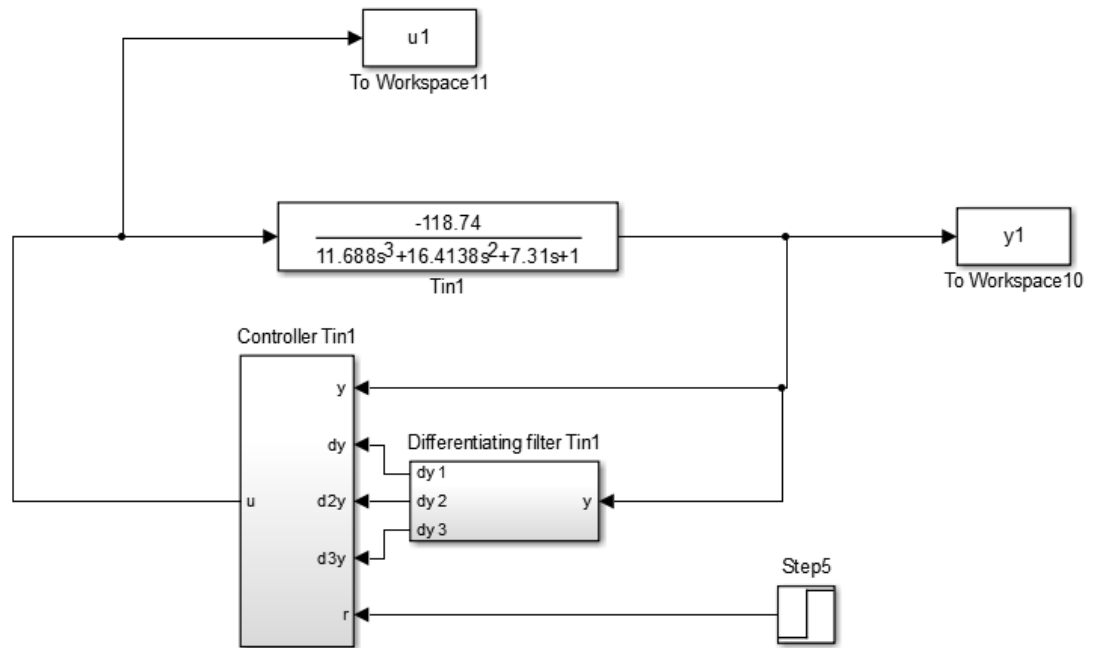 u1
To Workspace11
-118.74
11.688s³+16.4138s²+7.31s+1
Tin1
y1
To Workspace10
Controller Tin1
y
dy
d2y
d3y
r
u
Differentiating filter Tin1
dy 1
dy 2
dy 3
y
Step5